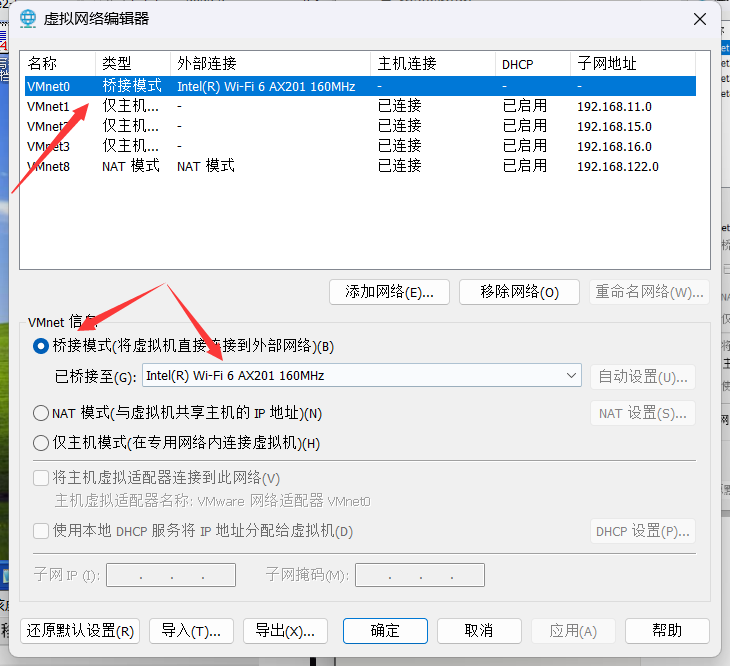 虚拟网络编辑器
名称 类型 外部连接 主机连接 DHCP 子网地址
VMnet0 桥接模式 Intel(R) Wi-Fi 6 AX201 160MHz - - -
VMnet1 仅主机... - 已连接 已启用 192.168.11.0
VMnet2 仅主机... - 已连接 已启用 192.168.15.0
VMnet3 仅主机... - 已连接 已启用 192.168.16.0
VMnet8 NAT 模式 NAT 模式 已连接 已启用 192.168.122.0
添加网络(E)... 移除网络(O) 重命名网络(W)...
VMnet 信息
桥接模式(将虚拟机直接连接到外部网络)(B)
已桥接至(G): Intel(R) Wi-Fi 6 AX201 160MHz 自动设置(U)...
NAT 模式(与虚拟机共享主机的 IP 地址)(N) NAT 设置(S)...
仅主机模式(在专用网络内连接虚拟机)(H)
将主机虚拟适配器连接到此网络(V)
主机虚拟适配器名称: VMware 网络适配器 VMnet0
使用本地 DHCP 服务将 IP 地址分配给虚拟机(D) DHCP 设置(P)...
子网 IP (I): . . . 子网掩码(M): . . .
还原默认设置(R) 导入(T)... 导出(X)... 确定 取消 应用(A) 帮助